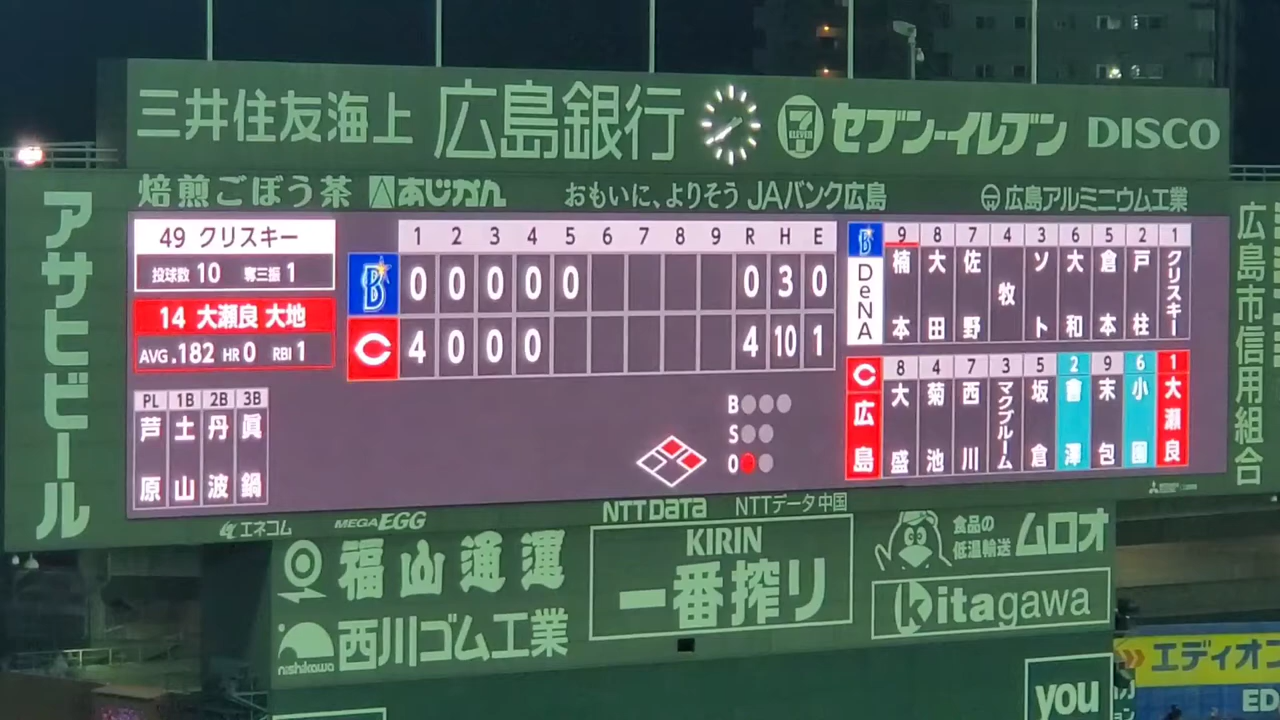 三井住友海上 広島銀行 7 ELEVEN セブン-イレブン DISCO
焙煎ごぼう茶 あじかん おもいに、よりそう JAバンク広島 広島アルミニウム工業
アサヒビール
49 クリスキー
投球数 10 奪三振 1
14 大瀬良 大地
AVG .182 HR 0 RBI 1
PL 1B 2B 3B
芦原 土山 丹波 眞鍋
1 2 3 4 5 6 7 8 9 R H E
B 0 0 0 0 0 0 3 0
C 4 0 0 0 4 10 1
B
S
O
B DeNA
9 8 7 4 3 6 5 2 1
楠本 大田 佐野 牧 ソト 大和 倉本 戸柱 クリスキー
C 広島
8 4 7 3 5 2 9 6 1
大盛 菊池 西川 マクブルーム 坂倉 會澤 末包 小園 大瀬良
広島市信用組合
エネコム MEGA EGG NTT DATA NTTデータ中国
福山通運
nishikawa 西川ゴム工業
KIRIN
一番搾り
食品の
低温輸送 ムロオ
kitagawa
エディオ
ED
you